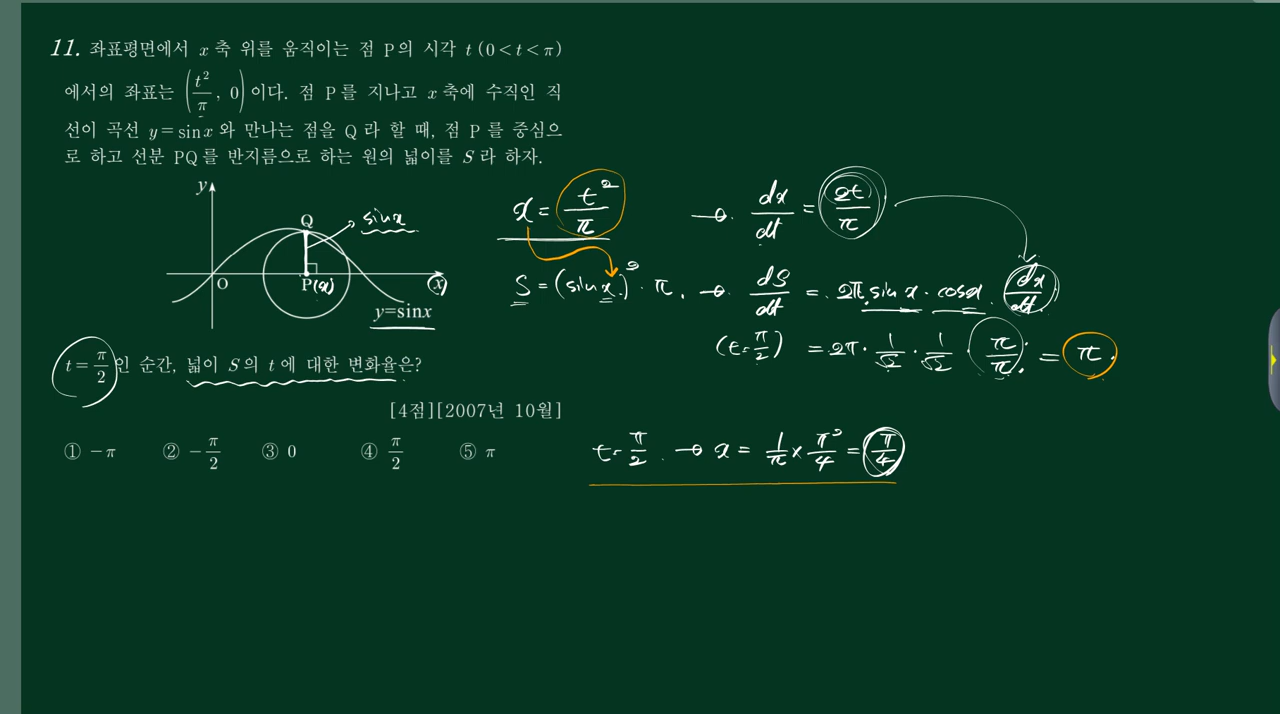 11. 좌표평면에서 x축 위를 움직이는 점 P의 시각 t (0<t<π)
에서의 좌표는 (t²/π, 0)이다. 점 P를 지나고 x축에 수직인 직
선이 곡선 y=sinx와 만나는 점을 Q라 할 때, 점 P를 중심으
로 하고 선분 PQ를 반지름으로 하는 원의 넓이를 S라 하자.
y
Q
sinx
O
P(x)
x
y=sinx
x = t²/π → dx/dt = 2t/π
S = (sin x)² · π. → dS/dt = 2π · sin x · cosx · dx/dt
(t=π/2) = 2π · 1/√2 · 1/√2 · π/π = π.
t=π/2인 순간, 넓이 S의 t에 대한 변화율은?
[4점][2007년 10월]
① -π ② -π/2 ③ 0 ④ π/2 ⑤ π
t=π/2. → x = 1/π × π²/4 = π/4